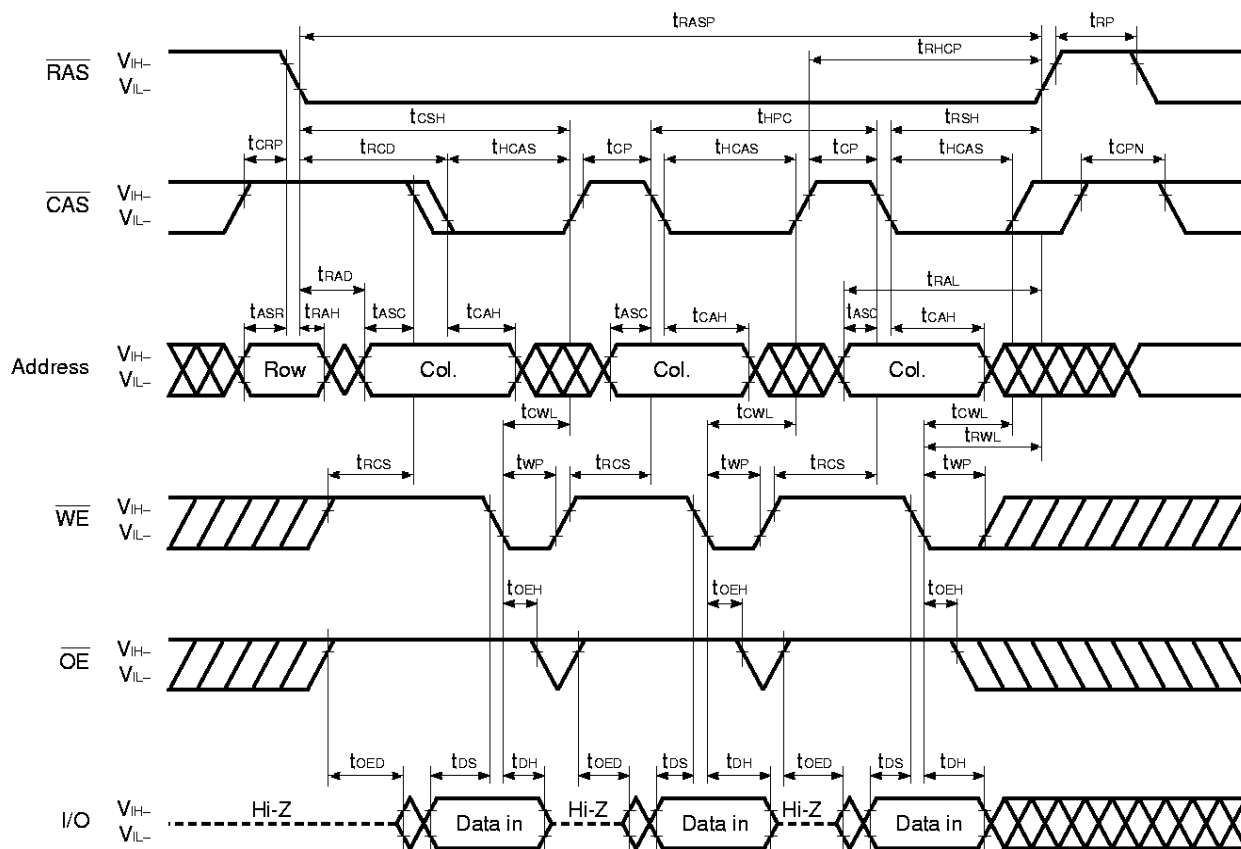 tRASP tRP
tRHCP
RAS VIH–
VIL–
tCSH tHPC tRSH
tCRP tRCD tHCAS tCP tHCAS tCP tHCAS tCPN
CAS VIH–
VIL–
tRAD tRAL
tASR tRAH tASC tCAH tASC tCAH tASC tCAH
Address VIH–
VIL–
Row Col. Col. Col.
tCWL tCWL tCWL
tRWL
tRCS tWP tRCS tWP tRCS tWP
WE VIH–
VIL–
tOEH tOEH tOEH
OE VIH–
VIL–
tOED tDS tDH tOED tDS tDH tOED tDS tDH
I/O VIH–
VIL–
Hi-Z Data in Hi-Z Data in Hi-Z Data in